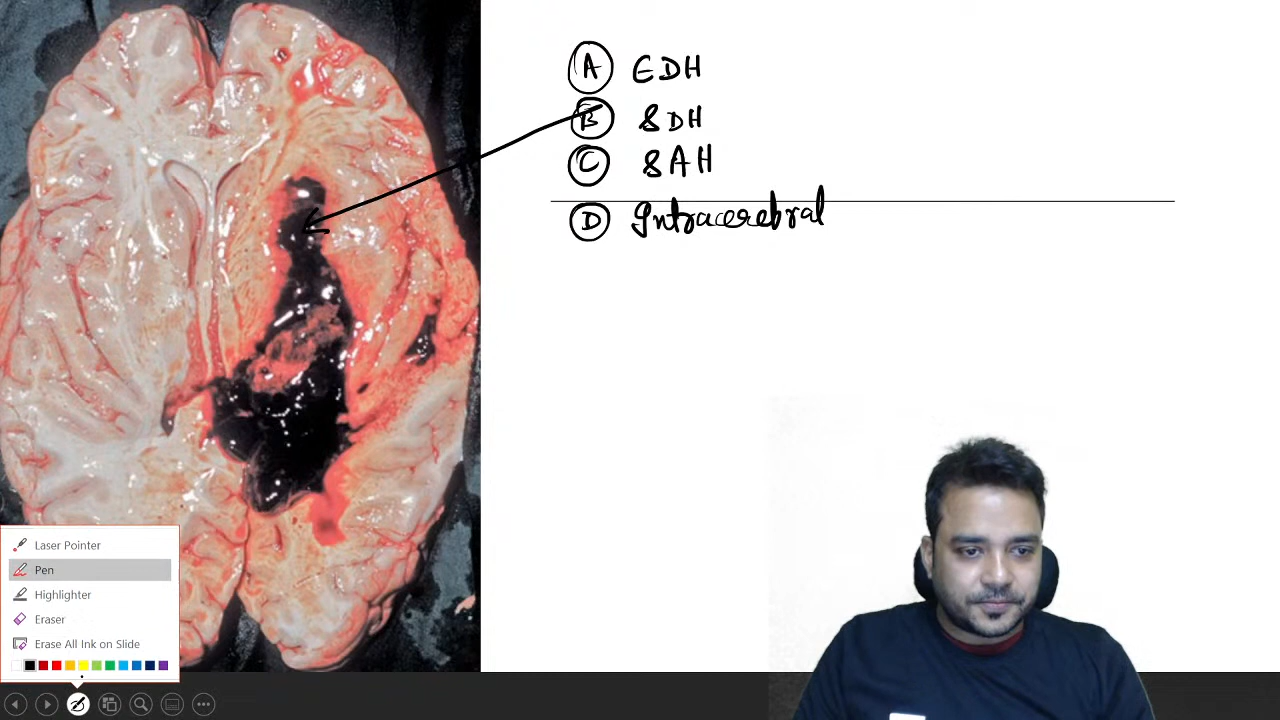 A EDH
B SDH
C SAH
D Intracerebral
Laser Pointer
Pen
Highlighter
Eraser
Erase All Ink on Slide